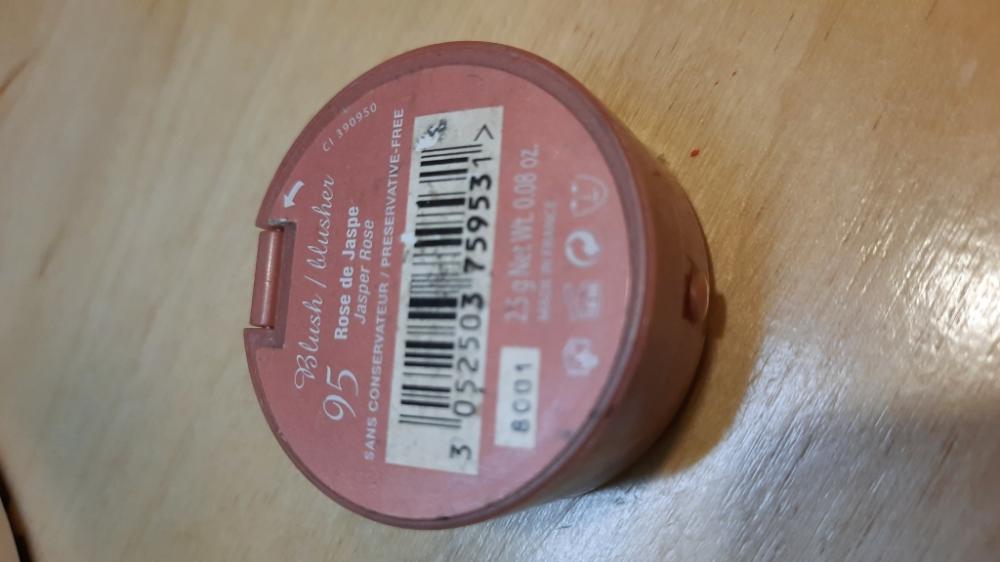 CI 390950
Blush / blusher
95 Rose de Jaspe
Jasper Rose
SANS CONSERVATEUR / PRESERVATIVE-FREE
3 052503 759531 >
8001
2.5 g Net Wt. 0.08 oz.
MADE IN FRANCE